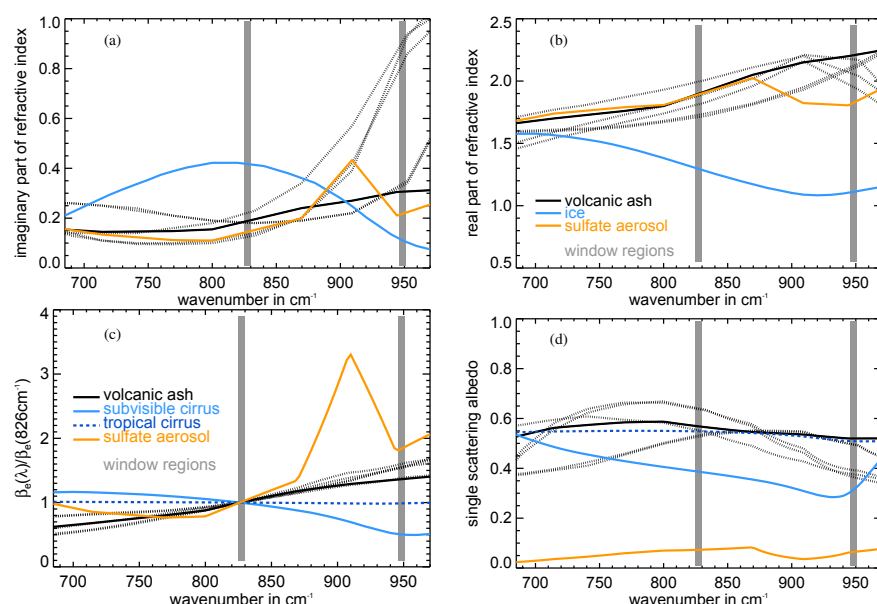 (a)
imaginary part of refractive index
1.0
0.8
0.6
0.4
0.2
0.0
700 750 800 850 900 950
wavenumber in cm⁻¹
(b)
real part of refractive index
2.5
2.0
1.5
1.0
0.5
volcanic ash
ice
sulfate aerosol
window regions
700 750 800 850 900 950
wavenumber in cm⁻¹
(c)
βe(λ)/βe(826cm⁻¹)
4
3
2
1
0
volcanic ash
subvisible cirrus
tropical cirrus
sulfate aerosol
window regions
700 750 800 850 900 950
wavenumber in cm⁻¹
(d)
single scattering albedo
1.0
0.8
0.6
0.4
0.2
0.0
700 750 800 850 900 950
wavenumber in cm⁻¹